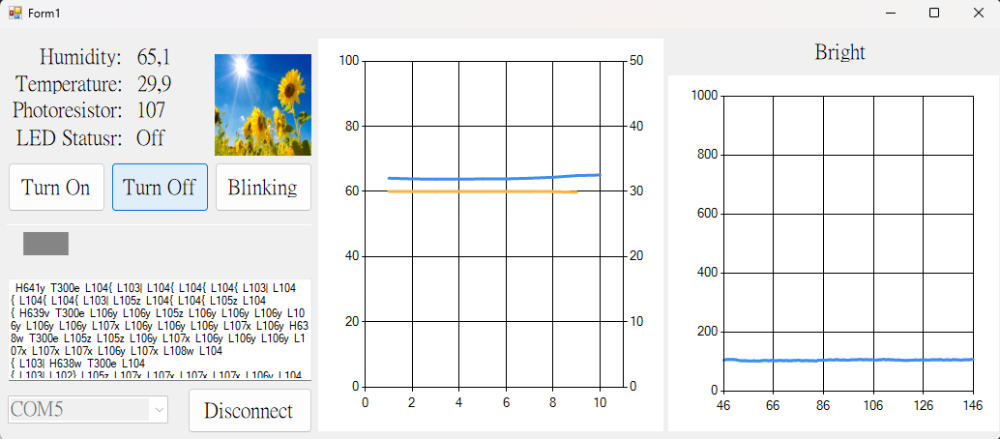 Form1
Humidity: 65,1
Temperature: 29,9
Photoresistor: 107
LED Statusr: Off
Turn On Turn Off Blinking
H641y T300e L104{ L103| L104{ L104{ L104{ L103| L104
{ L104{ L104{ L103| L105z L104{ L104{ L105z L104
{ H639v T300e L106y L106y L105z L106y L106y L106y L10
6y L106y L106y L107x L106y L106y L106y L107x L106y H63
8w T300e L105z L105z L106y L107x L106y L106y L106y L1
07x L107x L107x L106y L107x L108w L104
{ L103| H638w T300e L104
{ L103| L102} L105z L107x L107x L107x L107x L106y L104
COM5
Disconnect
100
80
60
40
20
0
50
40
30
20
10
0
0 2 4 6 8 10
Bright
1000
800
600
400
200
0
46 66 86 106 126 146